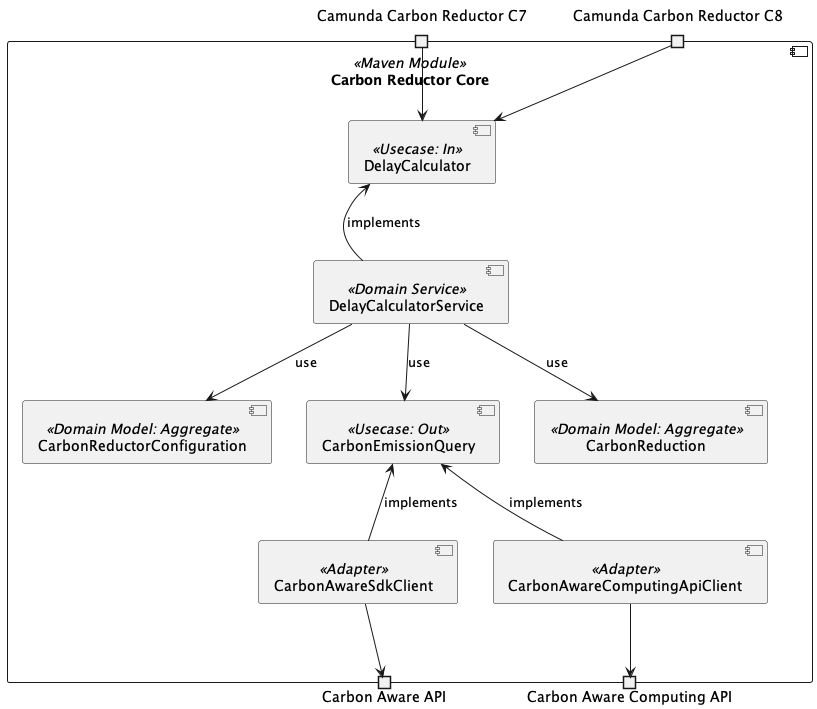 Camunda Carbon Reductor C7
Camunda Carbon Reductor C8
«Maven Module»
Carbon Reductor Core
«Usecase: In»
DelayCalculator
implements
«Domain Service»
DelayCalculatorService
use
use
use
«Domain Model: Aggregate»
CarbonReductorConfiguration
«Usecase: Out»
CarbonEmissionQuery
«Domain Model: Aggregate»
CarbonReduction
implements
implements
«Adapter»
CarbonAwareSdkClient
«Adapter»
CarbonAwareComputingApiClient
Carbon Aware API
Carbon Aware Computing API